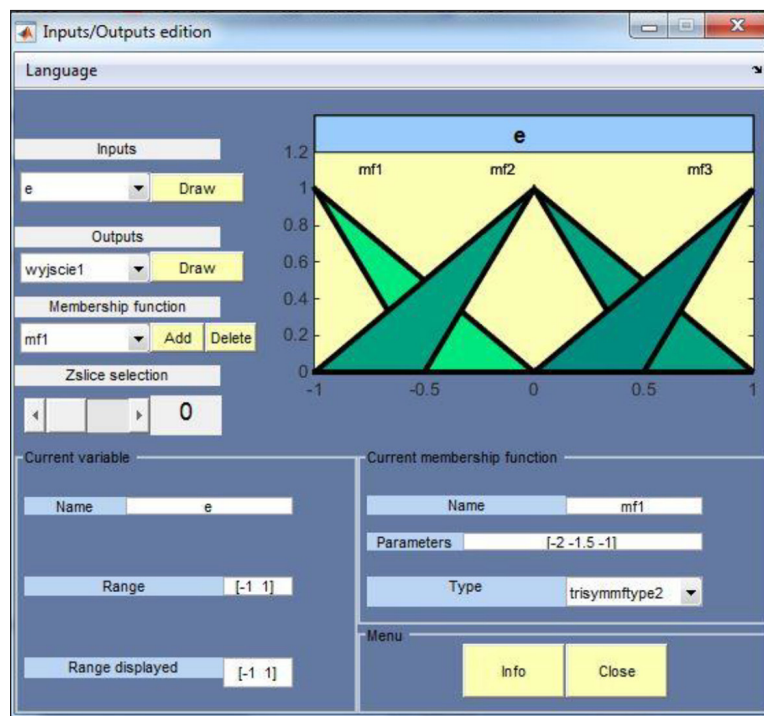 Inputs/Outputs edition
Language
Inputs
e
Draw
Outputs
wyjscie1
Draw
Membership function
mf1
Add
Delete
Zslice selection
0
e
mf1
mf2
mf3
1.2
1
0.8
0.6
0.4
0.2
0
-1
-0.5
0
0.5
1
Current variable
Name
e
Range
[-1 1]
Range displayed
[-1 1]
Current membership function
Name
mf1
Parameters
[-2 -1.5 -1]
Type
trisymmftype2
Menu
Info
Close